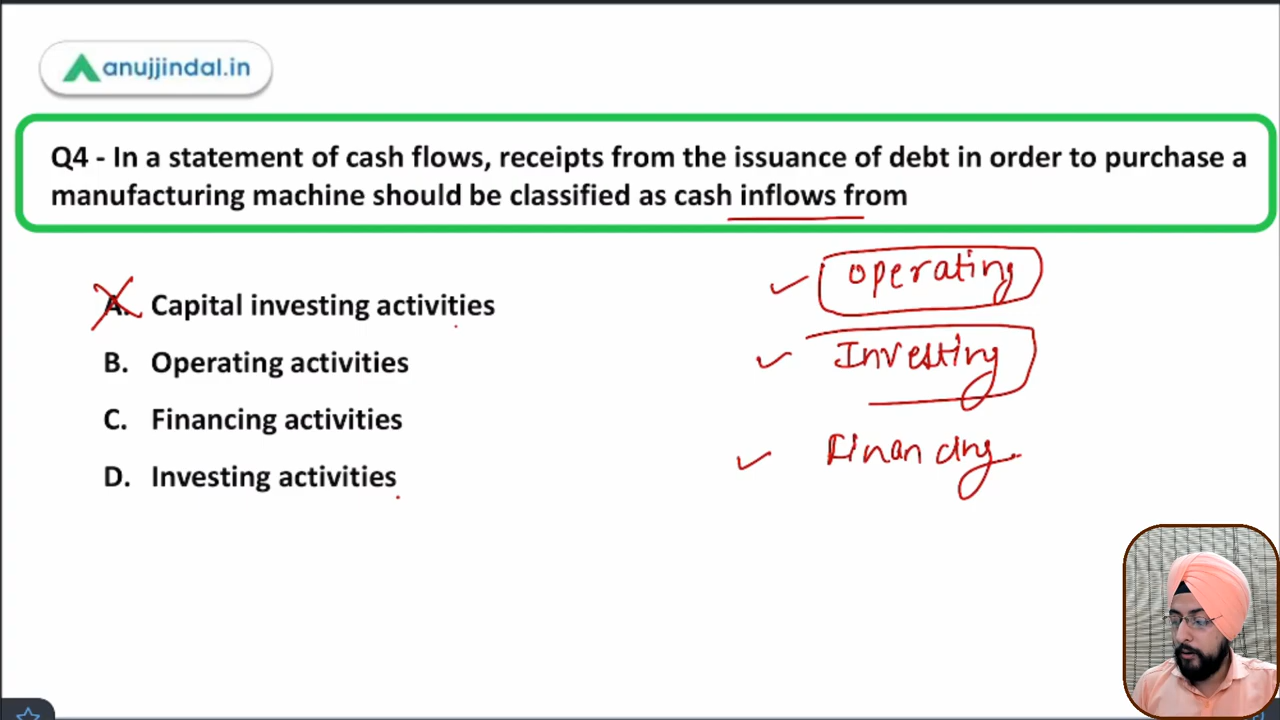 anujjindal.in
Q4 - In a statement of cash flows, receipts from the issuance of debt in order to purchase a
manufacturing machine should be classified as cash inflows from
A. Capital investing activities
B. Operating activities
C. Financing activities
D. Investing activities
Operating
Investing
Financing